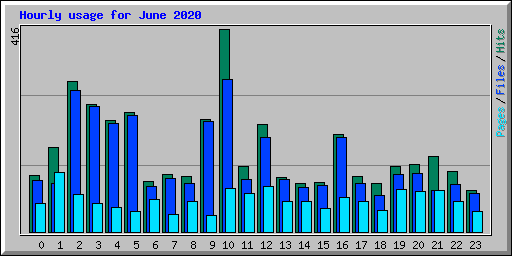 Hourly usage for June 2020
416
Pages/Files/Hits
0 1 2 3 4 5 6 7 8 9 10 11 12 13 14 15 16 17 18 19 20 21 22 23